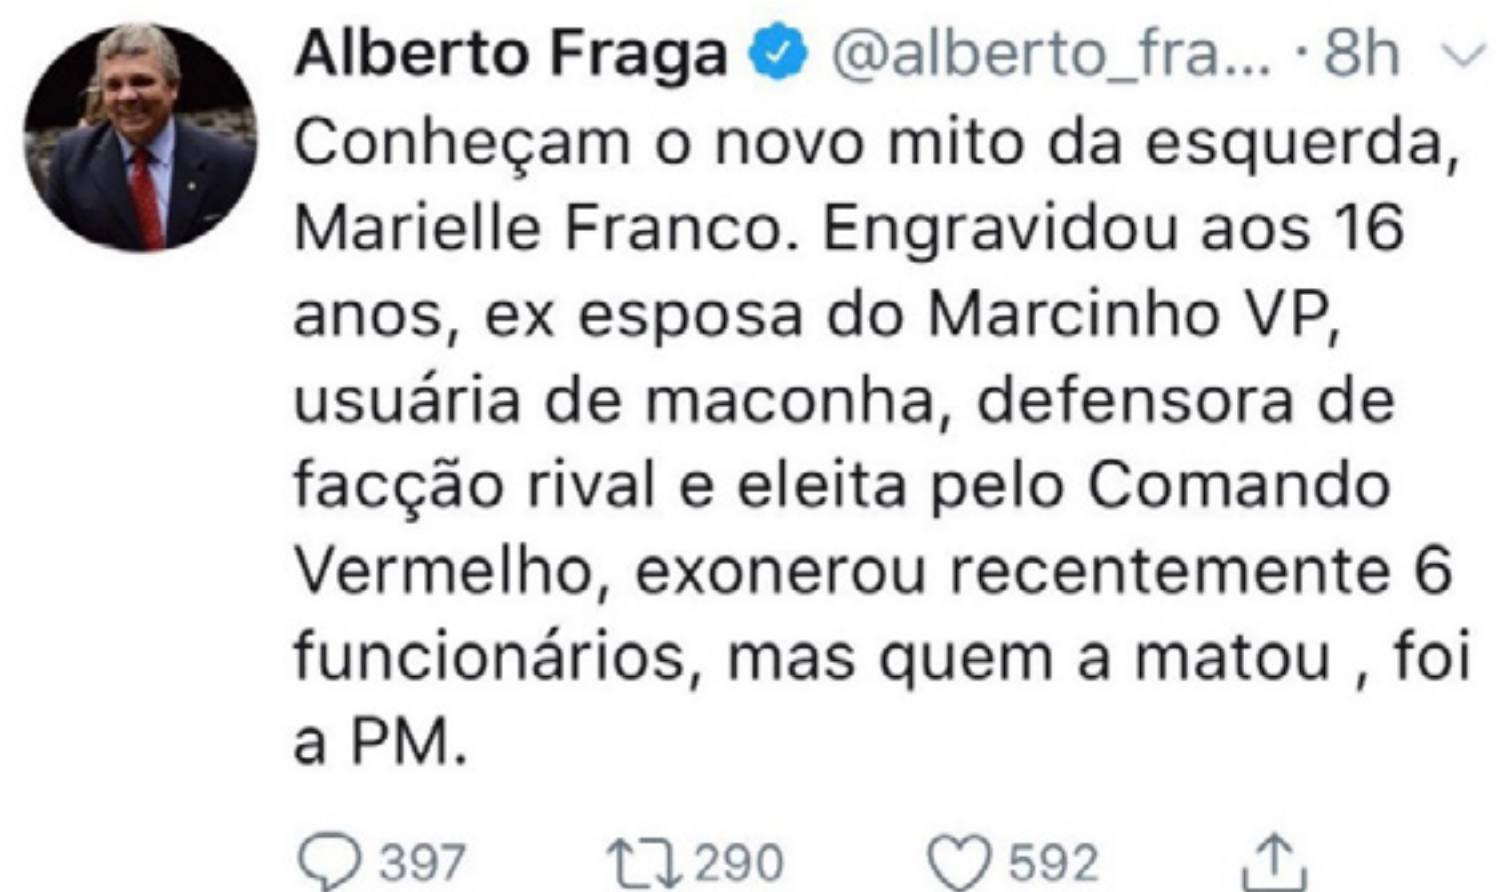 Alberto Fraga @alberto_fra... · 8h
Conheçam o novo mito da esquerda,
Marielle Franco. Engravidou aos 16
anos, ex esposa do Marcinho VP,
usuária de maconha, defensora de
facção rival e eleita pelo Comando
Vermelho, exonerou recentemente 6
funcionários, mas quem a matou , foi
a PM.
397 290 592